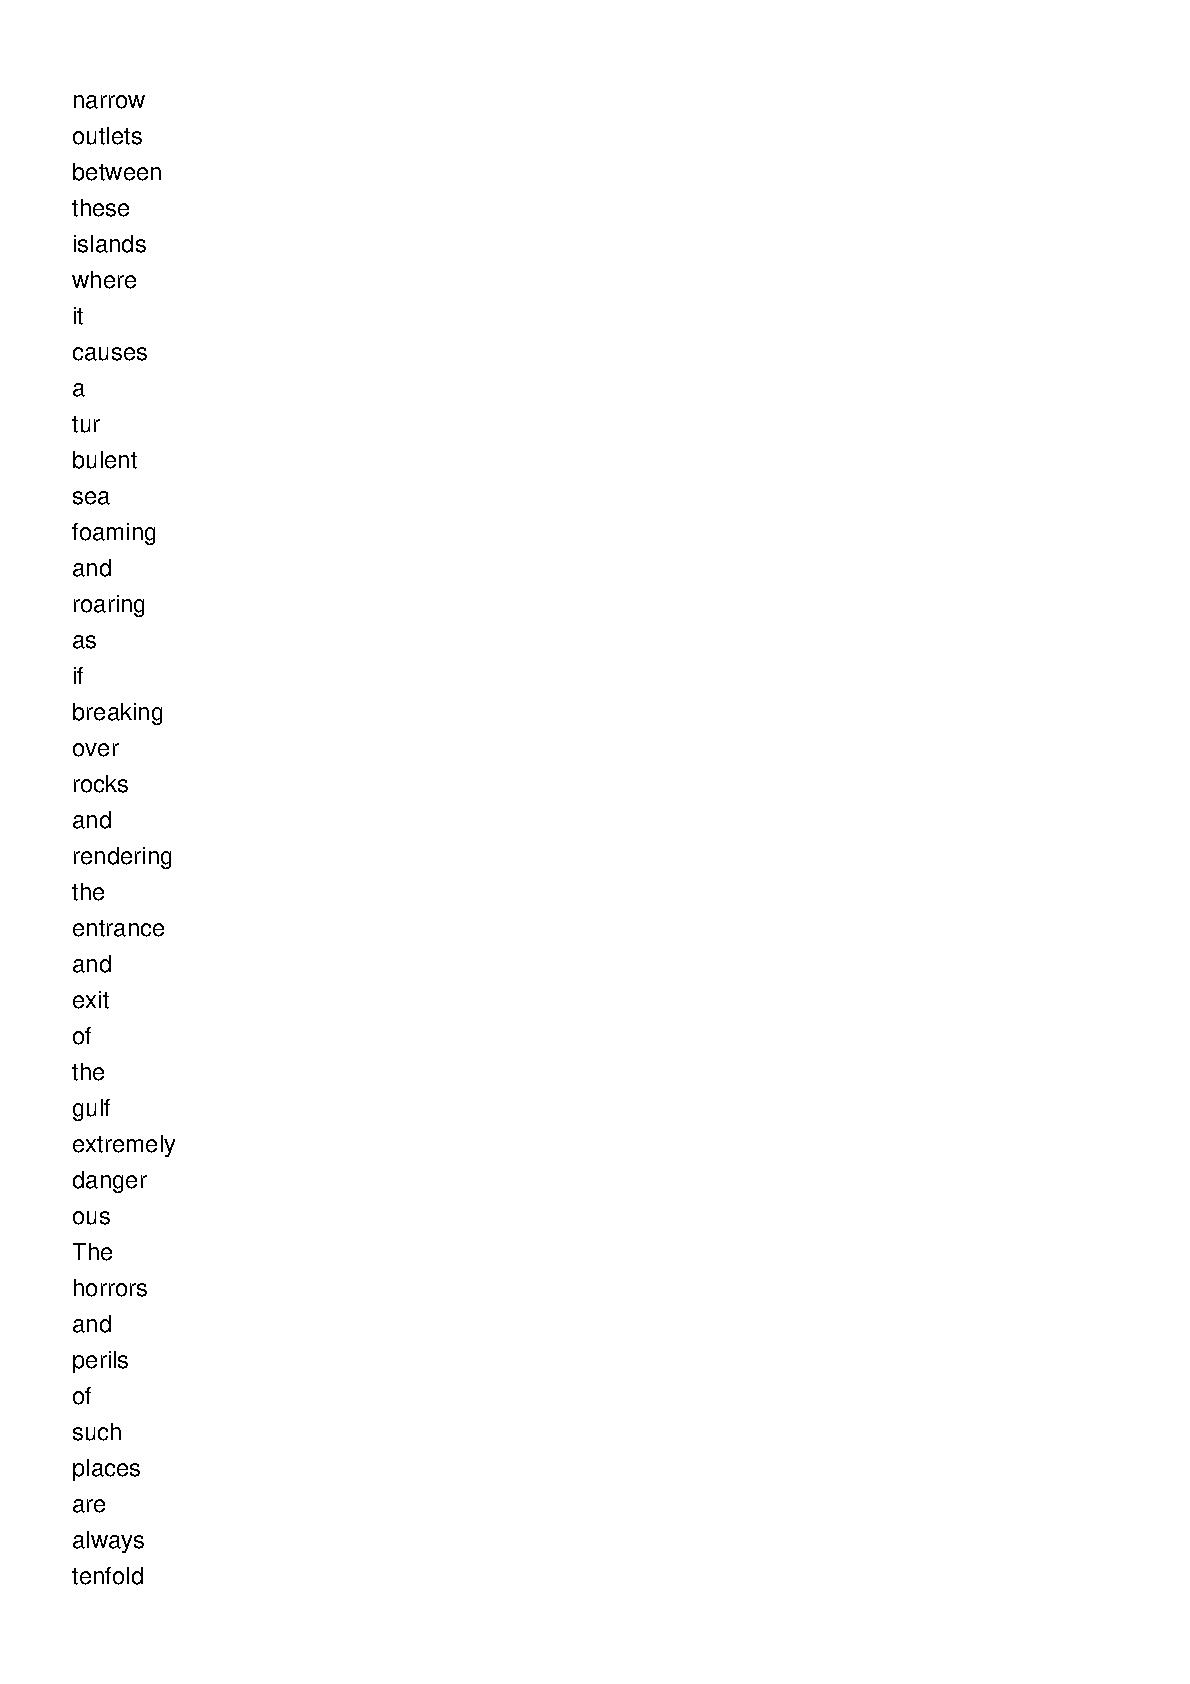 narrow
outlets
between
these
islands
where
it
causes
a
tur
bulent
sea
foaming
and
roaring
as
if
breaking
over
rocks
and
rendering
the
entrance
and
exit
of
the
gulf
extremely
danger
ous
The
horrors
and
perils
of
such
places
are
always
tenfold